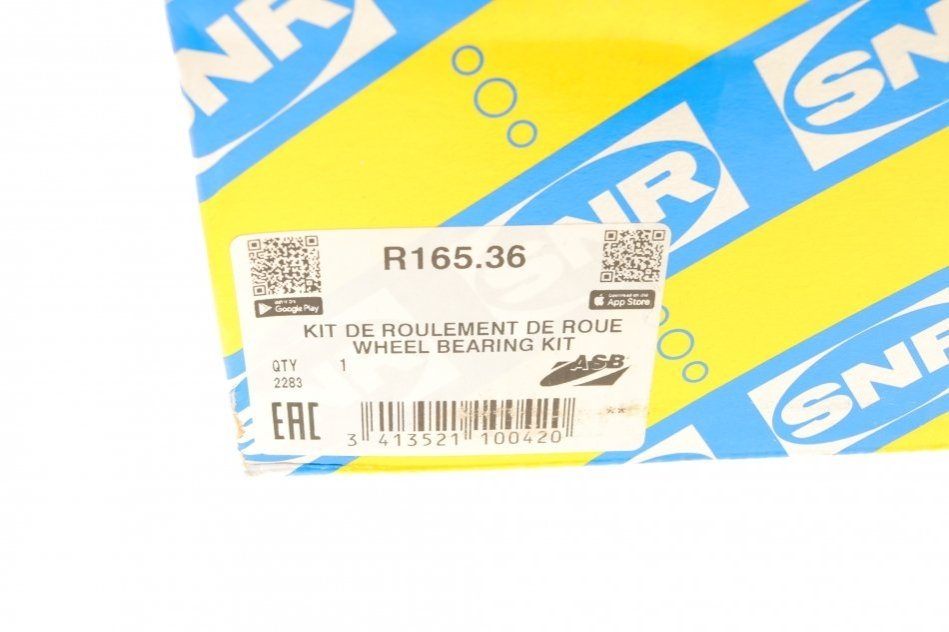 SNR
SNR
SNR
R165.36
GET IT ON
Google Play
Download on the
App Store
KIT DE ROULEMENT DE ROUE
WHEEL BEARING KIT
QTY 1
2283
ASB
EAC
3 413521 100420
**
SNR
SNR